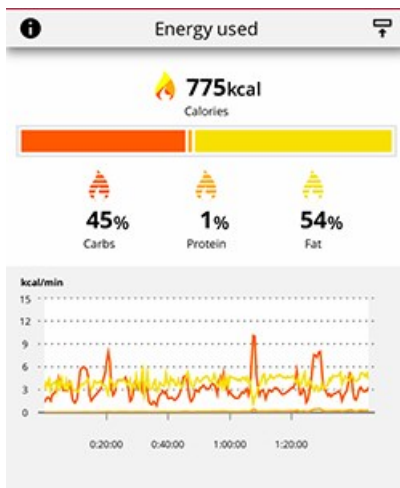 i Energy used
775kcal
Calories
45% 1% 54%
Carbs Protein Fat
kcal/min
15
12
9
6
3
0
0:20:00 0:40:00 1:00:00 1:20:00